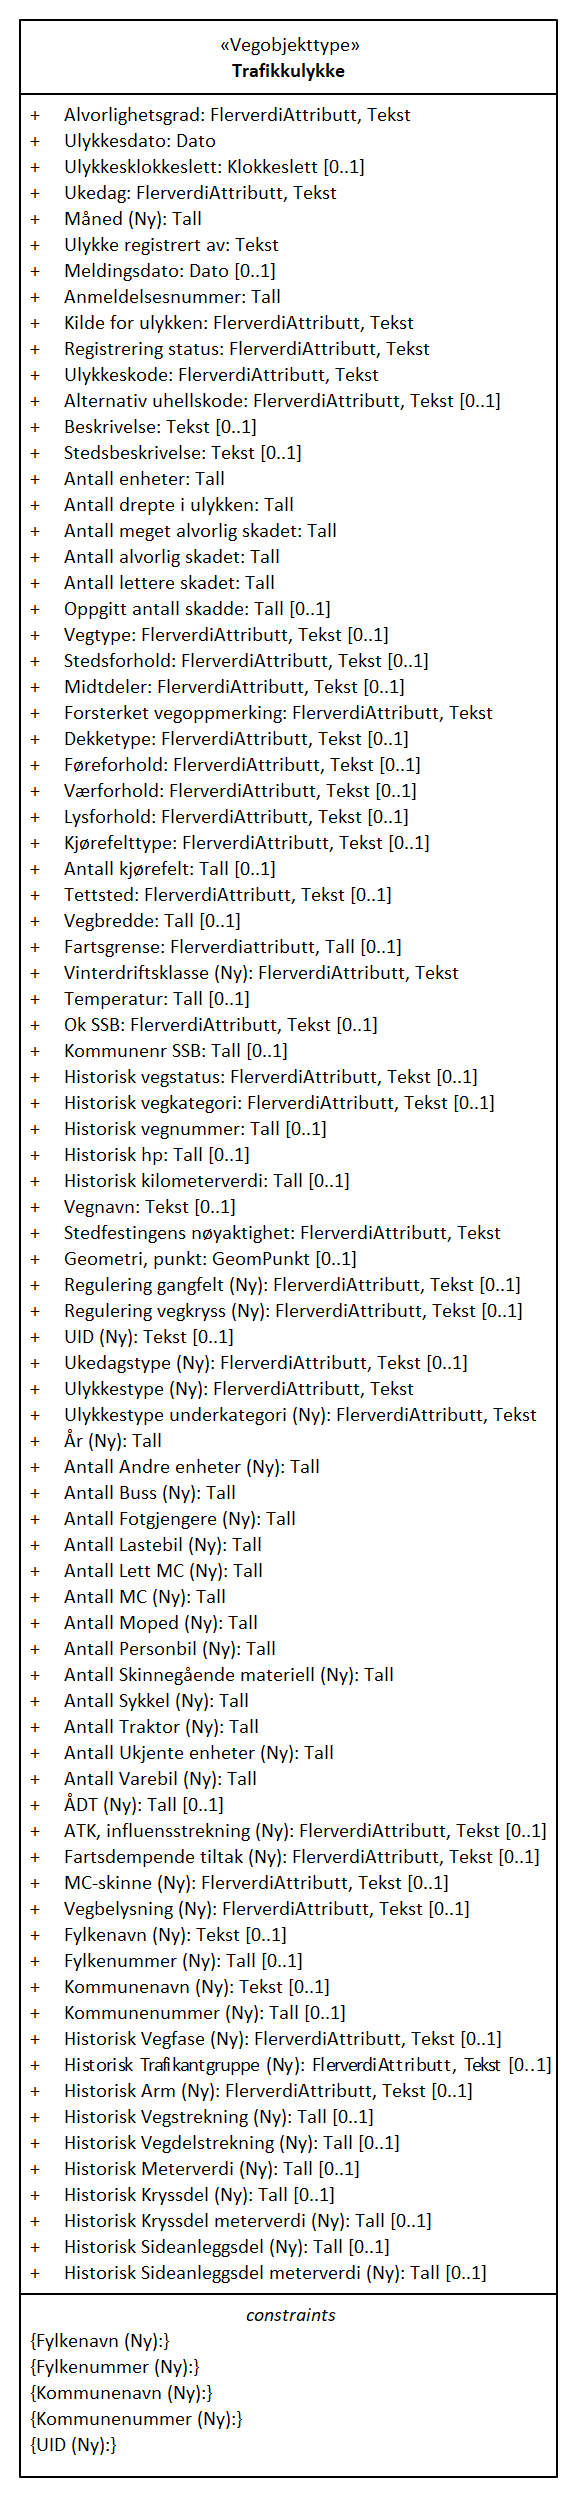 «Vegobjekttype»
Trafikkulykke
+ Alvorlighetsgrad: FlerverdiAttributt, Tekst
+ Ulykkesdato: Dato
+ Ulykkesklokkeslett: Klokkeslett [0..1]
+ Ukedag: FlerverdiAttributt, Tekst
+ Måned (Ny): Tall
+ Ulykke registrert av: Tekst
+ Meldingsdato: Dato [0..1]
+ Anmeldelsesnummer: Tall
+ Kilde for ulykken: FlerverdiAttributt, Tekst
+ Registrering status: FlerverdiAttributt, Tekst
+ Ulykkeskode: FlerverdiAttributt, Tekst
+ Alternativ uhellskode: FlerverdiAttributt, Tekst [0..1]
+ Beskrivelse: Tekst [0..1]
+ Stedsbeskrivelse: Tekst [0..1]
+ Antall enheter: Tall
+ Antall drepte i ulykken: Tall
+ Antall meget alvorlig skadet: Tall
+ Antall alvorlig skadet: Tall
+ Antall lettere skadet: Tall
+ Oppgitt antall skadde: Tall [0..1]
+ Vegtype: FlerverdiAttributt, Tekst [0..1]
+ Stedsforhold: FlerverdiAttributt, Tekst [0..1]
+ Midtdeler: FlerverdiAttributt, Tekst [0..1]
+ Forsterket vegoppmerking: FlerverdiAttributt, Tekst
+ Dekketype: FlerverdiAttributt, Tekst [0..1]
+ Føreforhold: FlerverdiAttributt, Tekst [0..1]
+ Værforhold: FlerverdiAttributt, Tekst [0..1]
+ Lysforhold: FlerverdiAttributt, Tekst [0..1]
+ Kjørefelttype: FlerverdiAttributt, Tekst [0..1]
+ Antall kjørefelt: Tall [0..1]
+ Tettsted: FlerverdiAttributt, Tekst [0..1]
+ Vegbredde: Tall [0..1]
+ Fartsgrense: Flerverdiattributt, Tall [0..1]
+ Vinterdriftsklasse (Ny): FlerverdiAttributt, Tekst
+ Temperatur: Tall [0..1]
+ Ok SSB: FlerverdiAttributt, Tekst [0..1]
+ Kommunenr SSB: Tall [0..1]
+ Historisk vegstatus: FlerverdiAttributt, Tekst [0..1]
+ Historisk vegkategori: FlerverdiAttributt, Tekst [0..1]
+ Historisk vegnummer: Tall [0..1]
+ Historisk hp: Tall [0..1]
+ Historisk kilometerverdi: Tall [0..1]
+ Vegnavn: Tekst [0..1]
+ Stedfestingens nøyaktighet: FlerverdiAttributt, Tekst
+ Geometri, punkt: GeomPunkt [0..1]
+ Regulering gangfelt (Ny): FlerverdiAttributt, Tekst [0..1]
+ Regulering vegkryss (Ny): FlerverdiAttributt, Tekst [0..1]
+ UID (Ny): Tekst [0..1]
+ Ukedagstype (Ny): FlerverdiAttributt, Tekst [0..1]
+ Ulykkestype (Ny): FlerverdiAttributt, Tekst
+ Ulykkestype underkategori (Ny): FlerverdiAttributt, Tekst
+ År (Ny): Tall
+ Antall Andre enheter (Ny): Tall
+ Antall Buss (Ny): Tall
+ Antall Fotgjengere (Ny): Tall
+ Antall Lastebil (Ny): Tall
+ Antall Lett MC (Ny): Tall
+ Antall MC (Ny): Tall
+ Antall Moped (Ny): Tall
+ Antall Personbil (Ny): Tall
+ Antall Skinnegående materiell (Ny): Tall
+ Antall Sykkel (Ny): Tall
+ Antall Traktor (Ny): Tall
+ Antall Ukjente enheter (Ny): Tall
+ Antall Varebil (Ny): Tall
+ ÅDT (Ny): Tall [0..1]
+ ATK, influensstrekning (Ny): FlerverdiAttributt, Tekst [0..1]
+ Fartsdempende tiltak (Ny): FlerverdiAttributt, Tekst [0..1]
+ MC-skinne (Ny): FlerverdiAttributt, Tekst [0..1]
+ Vegbelysning (Ny): FlerverdiAttributt, Tekst [0..1]
+ Fylkenavn (Ny): Tekst [0..1]
+ Fylkenummer (Ny): Tall [0..1]
+ Kommunenavn (Ny): Tekst [0..1]
+ Kommunenummer (Ny): Tall [0..1]
+ Historisk Vegfase (Ny): FlerverdiAttributt, Tekst [0..1]
+ Historisk Trafikantgruppe (Ny): FlerverdiAttributt, Tekst [0..1]
+ Historisk Arm (Ny): FlerverdiAttributt, Tekst [0..1]
+ Historisk Vegstrekning (Ny): Tall [0..1]
+ Historisk Vegdelstrekning (Ny): Tall [0..1]
+ Historisk Meterverdi (Ny): Tall [0..1]
+ Historisk Kryssdel (Ny): Tall [0..1]
+ Historisk Kryssdel meterverdi (Ny): Tall [0..1]
+ Historisk Sideanleggsdel (Ny): Tall [0..1]
+ Historisk Sideanleggsdel meterverdi (Ny): Tall [0..1]
constraints
{Fylkenavn (Ny):}
{Fylkenummer (Ny):}
{Kommunenavn (Ny):}
{Kommunenummer (Ny):}
{UID (Ny):}